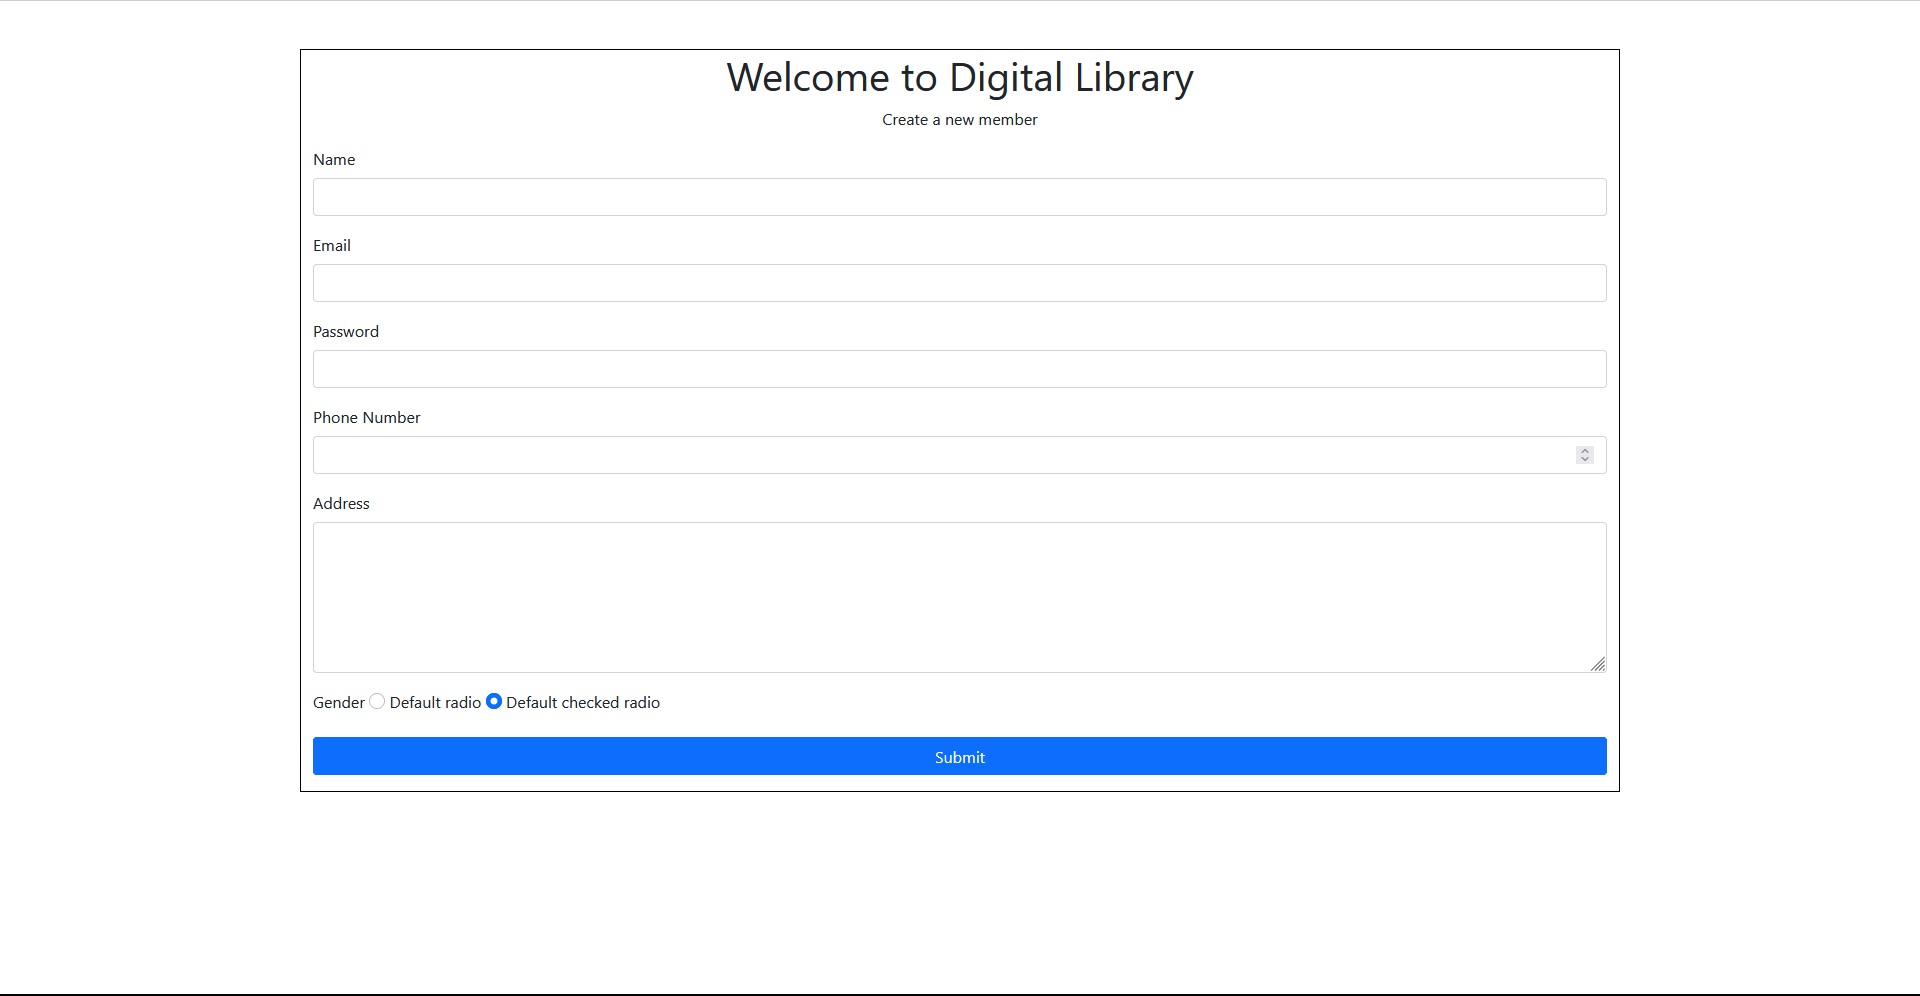 Welcome to Digital Library
Create a new member
Name
Email
Password
Phone Number
Address
Gender Default radio Default checked radio
Submit